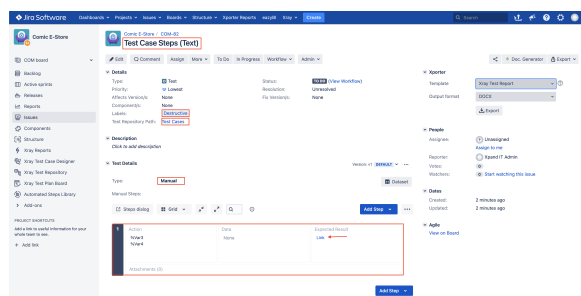 Jira Software Dashboards Projects Issues Boards Structure Xporter Reports eazyBI Xray Create Search
Comic E-Store
Comic E-Store / COM-82
Test Case Steps (Text)
Edit Comment Assign More To Do In Progress Workflow Admin Doc. Generator Export
COM board
Backlog
Active sprints
Releases
Reports
Issues
Components
Structure
Xray Reports
Xray Test Case Designer
Xray Test Repository
Xray Test Plan Board
Automated Steps Library
Add-ons
PROJECT SHORTCUTS
Add a link to useful information for your
whole team to see.
+ Add link
Details
Type: Test Status: TO DO (View Workflow)
Priority: Lowest Resolution: Unresolved
Affects Version/s: None Fix Version/s: None
Component/s: None
Labels: Destructive
Test Repository Path: Test Cases
Description
Click to add description
Test Details
Version: v1 DEFAULT
Type: Manual Dataset
Manual Steps:
Steps dialog Grid Add Step
1 Action Data Expected Result
%Var3 None Link
%Var4
Attachments (0)
Add Step
Xporter
Template Xray Test Report
Output format DOCX
Export
People
Assignee: Unassigned
Assign to me
Reporter: Xpand IT Admin
Votes: 0
Watchers: 0 Start watching this issue
Dates
Created: 2 minutes ago
Updated: 2 minutes ago
Agile
View on Board